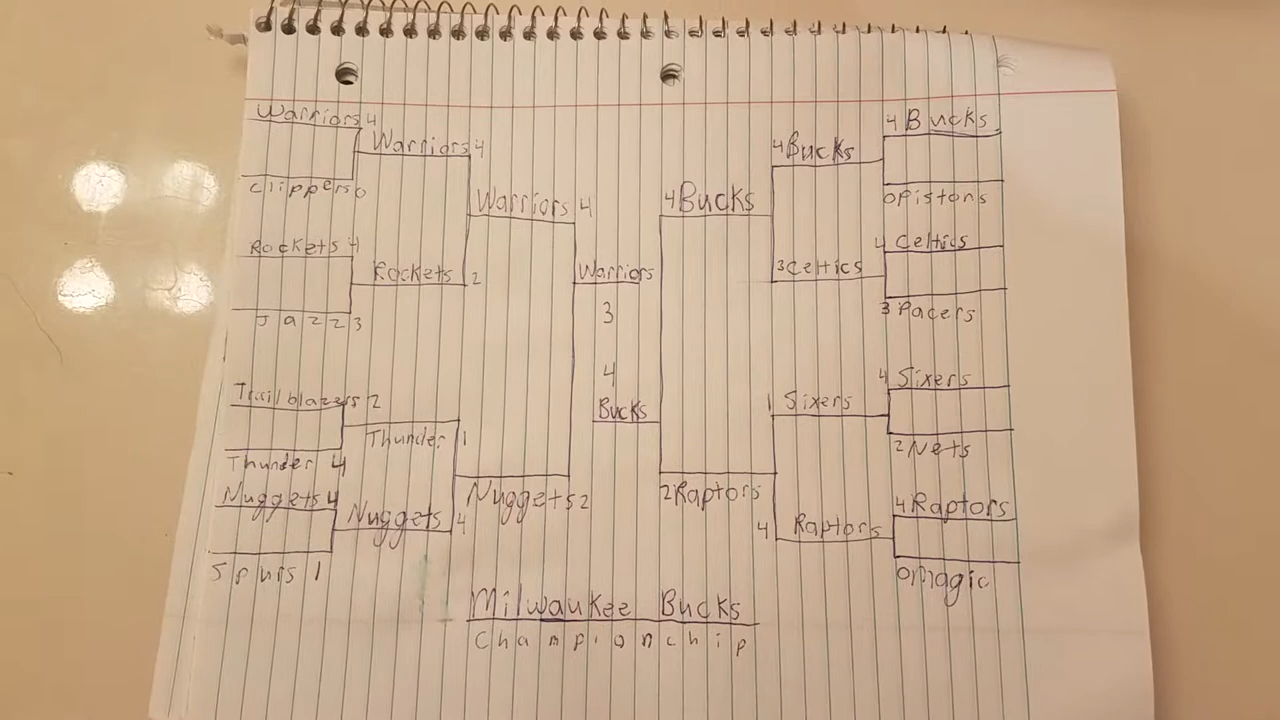 Warriors 4
Clippers 0
Rockets 4
Jazz 3
Trailblazers 2
Thunder 4
Nuggets 4
Spurs 1
Warriors 4
Rockets 2
Thunder 1
Nuggets 4
Warriors 4
Nuggets 2
Warriors
3
4
Bucks
4 Bucks
2 Raptors
4 Bucks
3 Celtics
1 Sixers
4 Raptors
4 Bucks
0 Pistons
4 Celtics
3 Pacers
4 Sixers
2 Nets
4 Raptors
0 Magic
Milwaukee Bucks
Championchip